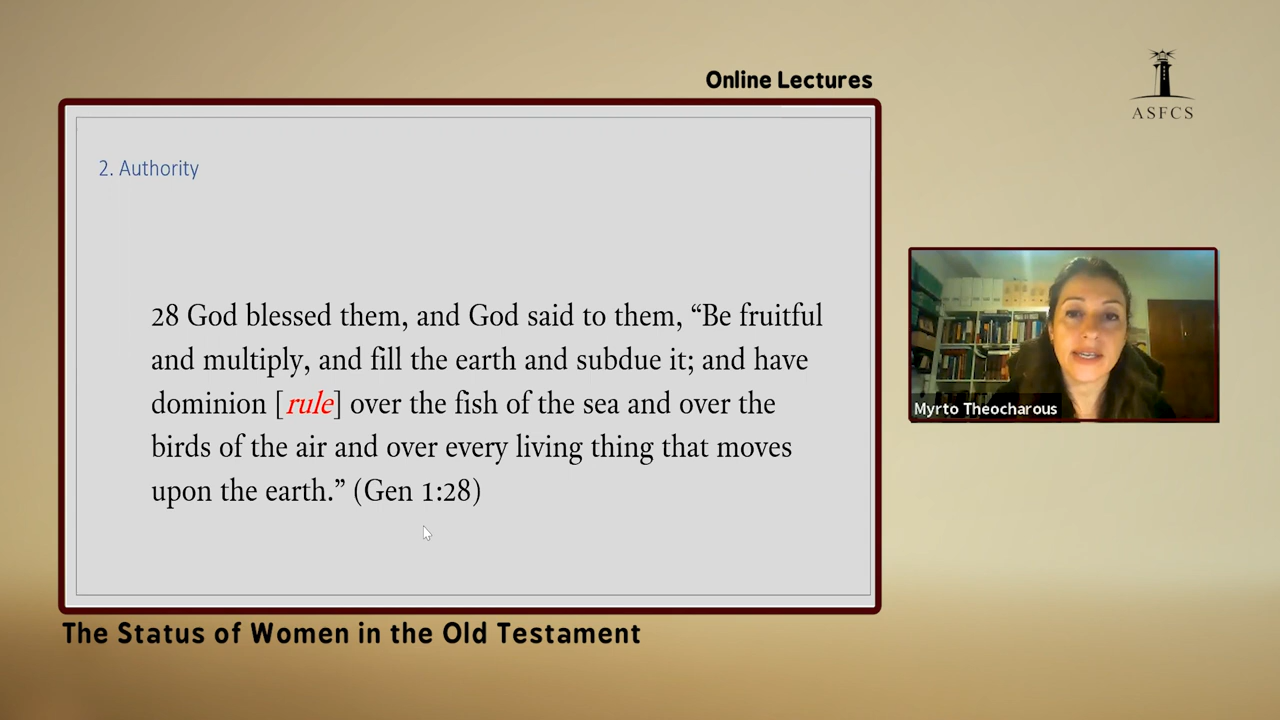 Online Lectures
ASFCS
2. Authority
28 God blessed them, and God said to them, “Be fruitful
and multiply, and fill the earth and subdue it; and have
dominion [rule] over the fish of the sea and over the
birds of the air and over every living thing that moves
upon the earth.” (Gen 1:28)
Myrto Theocharous
The Status of Women in the Old Testament